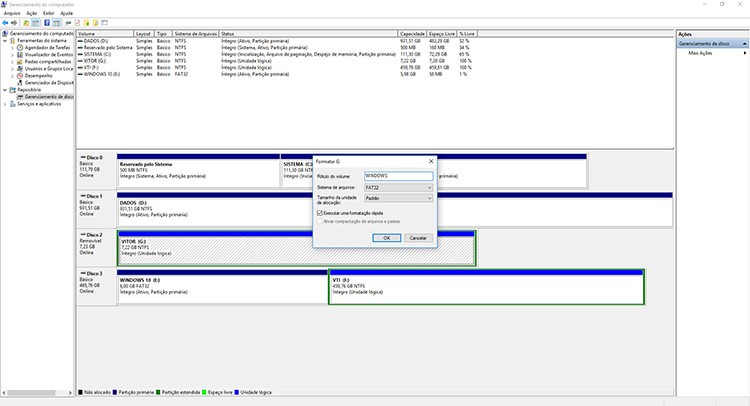 Gerenciamento do computador
Arquivo Ação Exibir Ajuda
Gerenciamento do computador
Ferramentas do sistema
Agendador de Tarefas
Visualizador de Eventos
Pastas compartilhadas
Usuários e Grupos Loca
Desempenho
Gerenciador de Disposit
Repositório
Gerenciamento de disco
Serviços e aplicativos
Volume Layout Tipo Sistema de Arquivos Status Capacidade Espaço Livre % Livre
DADOS (D:) Simples Básico NTFS Íntegro (Ativo, Partição primária) 931,51 GB 483,28 GB 52 %
Reservado pelo Sistema Simples Básico NTFS Íntegro (Sistema, Ativo, Partição primária) 500 MB 168 MB 34 %
SISTEMA (C:) Simples Básico NTFS Íntegro (Inicialização, Arquivo de paginação, Despejo de memória, Partição primária) 111,30 GB 72,29 GB 65 %
VITOR (G:) Simples Básico NTFS Íntegro (Unidade lógica) 7,22 GB 7,20 GB 100 %
VTI (F:) Simples Básico NTFS Íntegro (Unidade lógica) 459,76 GB 459,61 GB 100 %
WINDOWS 10 (E:) Simples Básico FAT32 Íntegro (Ativo, Partição primária) 5,98 GB 58 MB 1 %
Ações
Gerenciamento de disco
Mais Ações
Disco 0
Básico
111,79 GB
Online
Reservado pelo Sistema
500 MB NTFS
Íntegro (Sistema, Ativo, Partição primária)
SISTEMA (C:)
111,30 GB NTFS
Íntegro (Inicializaç
Disco 1
Básico
931,51 GB
Online
DADOS (D:)
931,51 GB NTFS
Íntegro (Ativo, Partição primária)
Disco 2
Removível
7,23 GB
Online
VITOR (G:)
7,22 GB NTFS
Íntegro (Unidade lógica)
Disco 3
Básico
465,76 GB
Online
WINDOWS 10 (E:)
6,00 GB FAT32
Íntegro (Ativo, Partição primária)
VTI (F:)
459,76 GB NTFS
Íntegro (Unidade lógica)
Formatar G:
Rótulo do volume: WINDOWS
Sistema de arquivos: FAT32
Tamanho da unidade de alocação: Padrão
Executar uma formatação rápida
Ativar compactação de arquivos e pastas
OK Cancelar
Não alocado Partição primária Partição estendida Espaço livre Unidade lógica